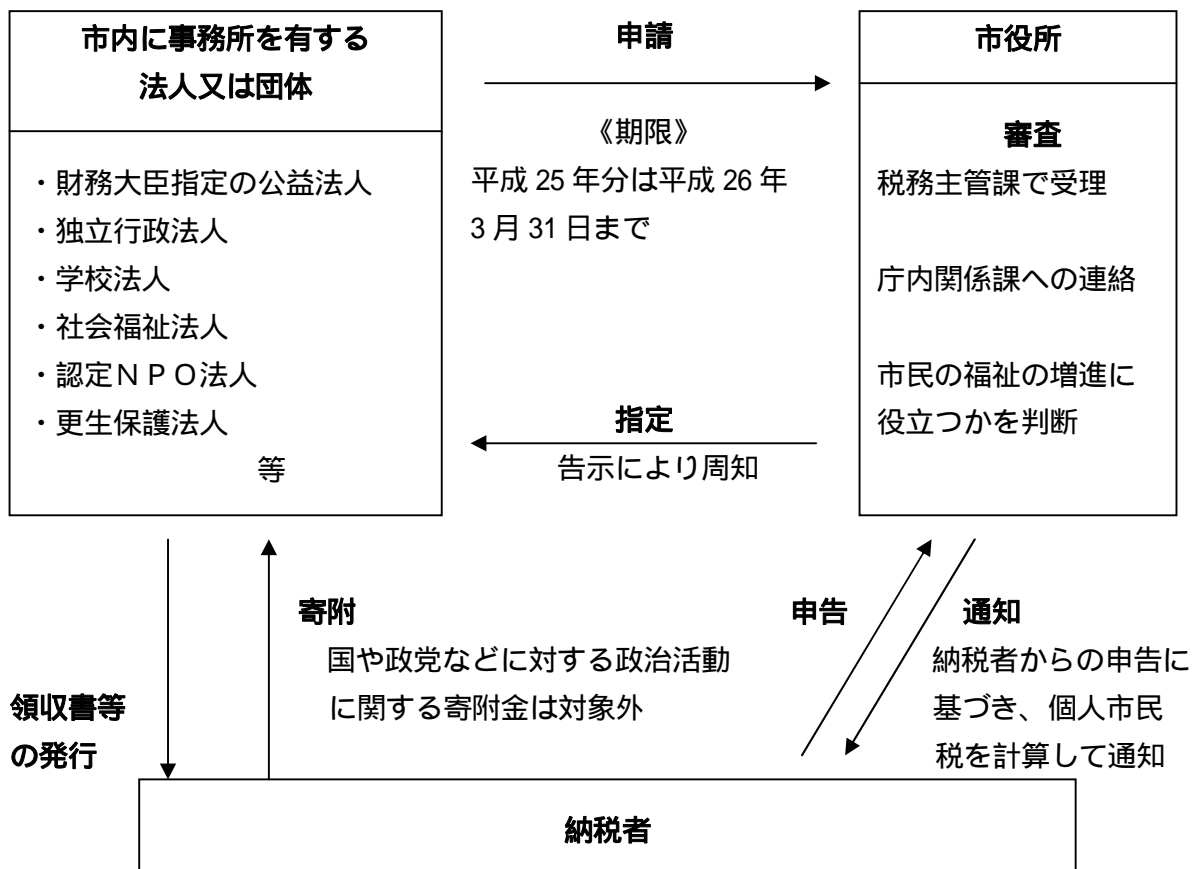 市内に事務所を有する
法人又は団体
・財務大臣指定の公益法人
・独立行政法人
・学校法人
・社会福祉法人
・認定ＮＰＯ法人
・更生保護法人
等
申請
《期限》
平成 25 年分は平成 26 年
3 月 31 日まで
指定
告示により周知
市役所
審査
税務主管課で受理
庁内関係課への連絡
市民の福祉の増進に
役立つかを判断
領収書等
の発行
寄附
国や政党などに対する政治活動
に関する寄附金は対象外
申告
通知
納税者からの申告に
基づき、個人市民
税を計算して通知
納税者